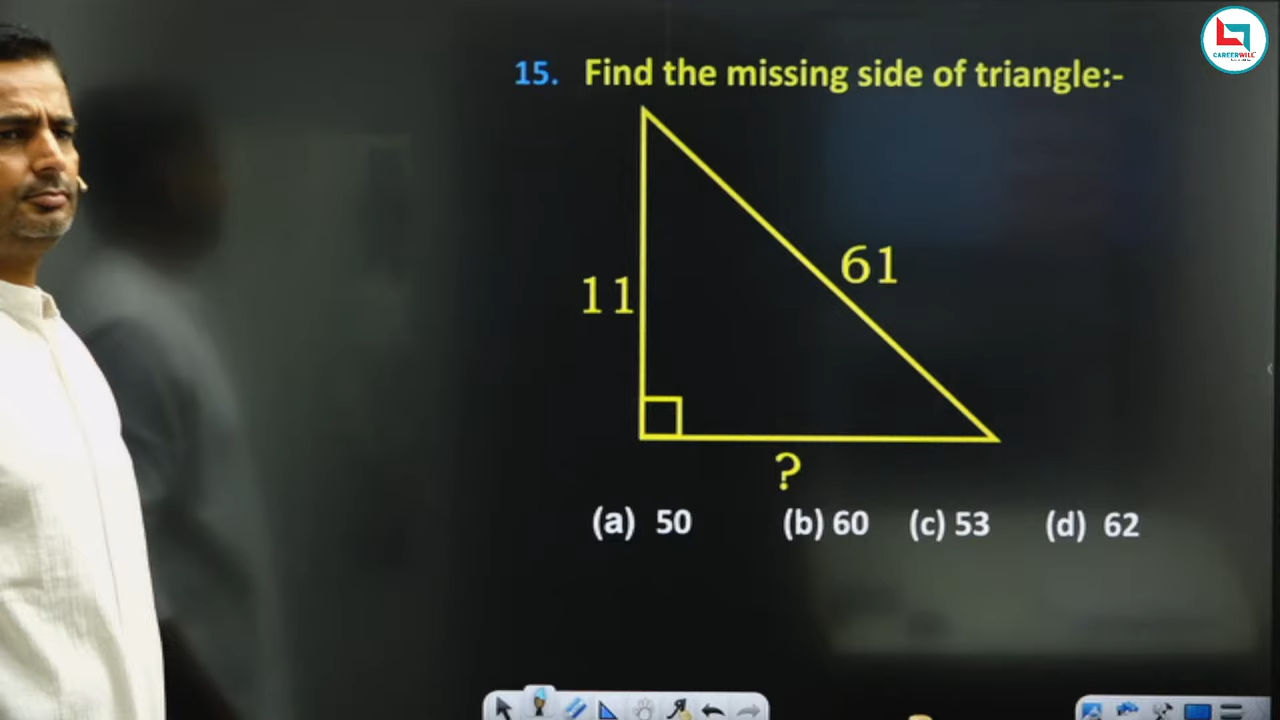 CAREERWILL
15. Find the missing side of triangle:-
61
11
?
(a) 50 (b) 60 (c) 53 (d) 62